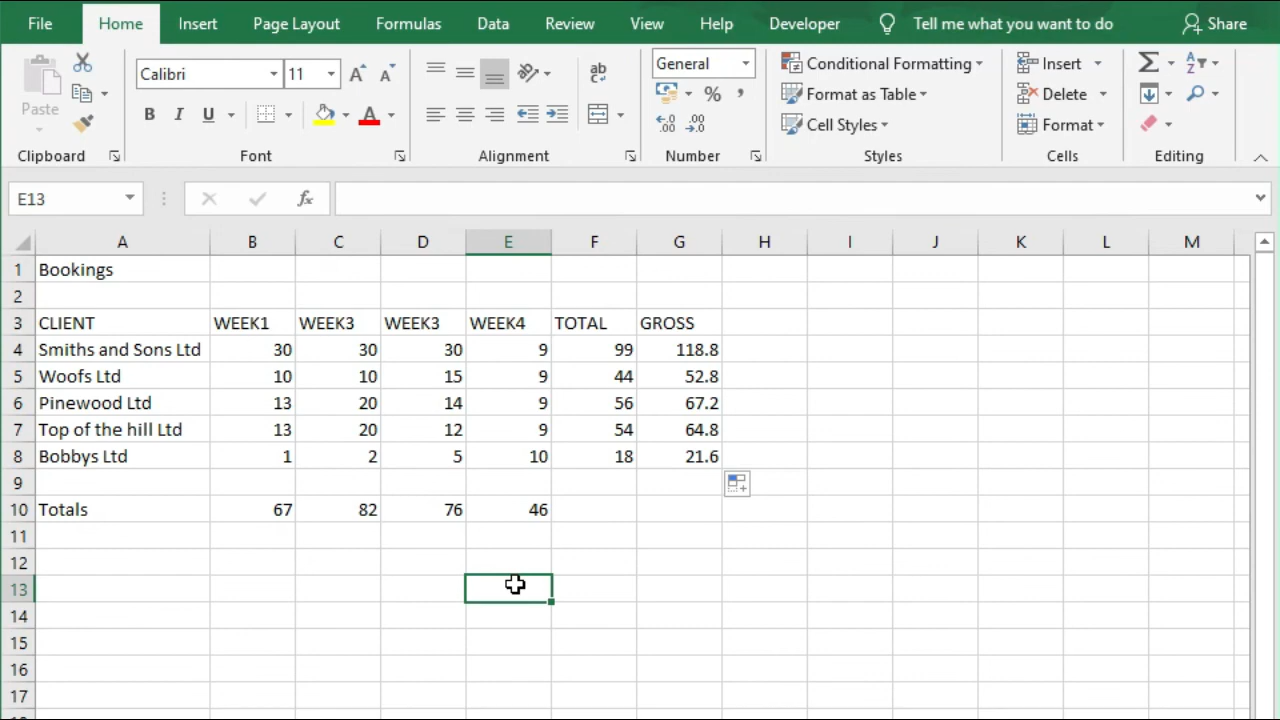 File Home Insert Page Layout Formulas Data Review View Help Developer Tell me what you want to do Share
Paste
Clipboard
Calibri 11
B I U A
Font
ab
c
Alignment
General
% ,
.0 .00
.00 .0
Number
Conditional Formatting
Format as Table
Cell Styles
Styles
Insert
Delete
Format
Cells
Editing
E13 fx
A B C D E F G H I J K L M
1 Bookings
2
3 CLIENT WEEK1 WEEK3 WEEK3 WEEK4 TOTAL GROSS
4 Smiths and Sons Ltd 30 30 30 9 99 118.8
5 Woofs Ltd 10 10 15 9 44 52.8
6 Pinewood Ltd 13 20 14 9 56 67.2
7 Top of the hill Ltd 13 20 12 9 54 64.8
8 Bobbys Ltd 1 2 5 10 18 21.6
9
10 Totals 67 82 76 46
11
12
13
14
15
16
17